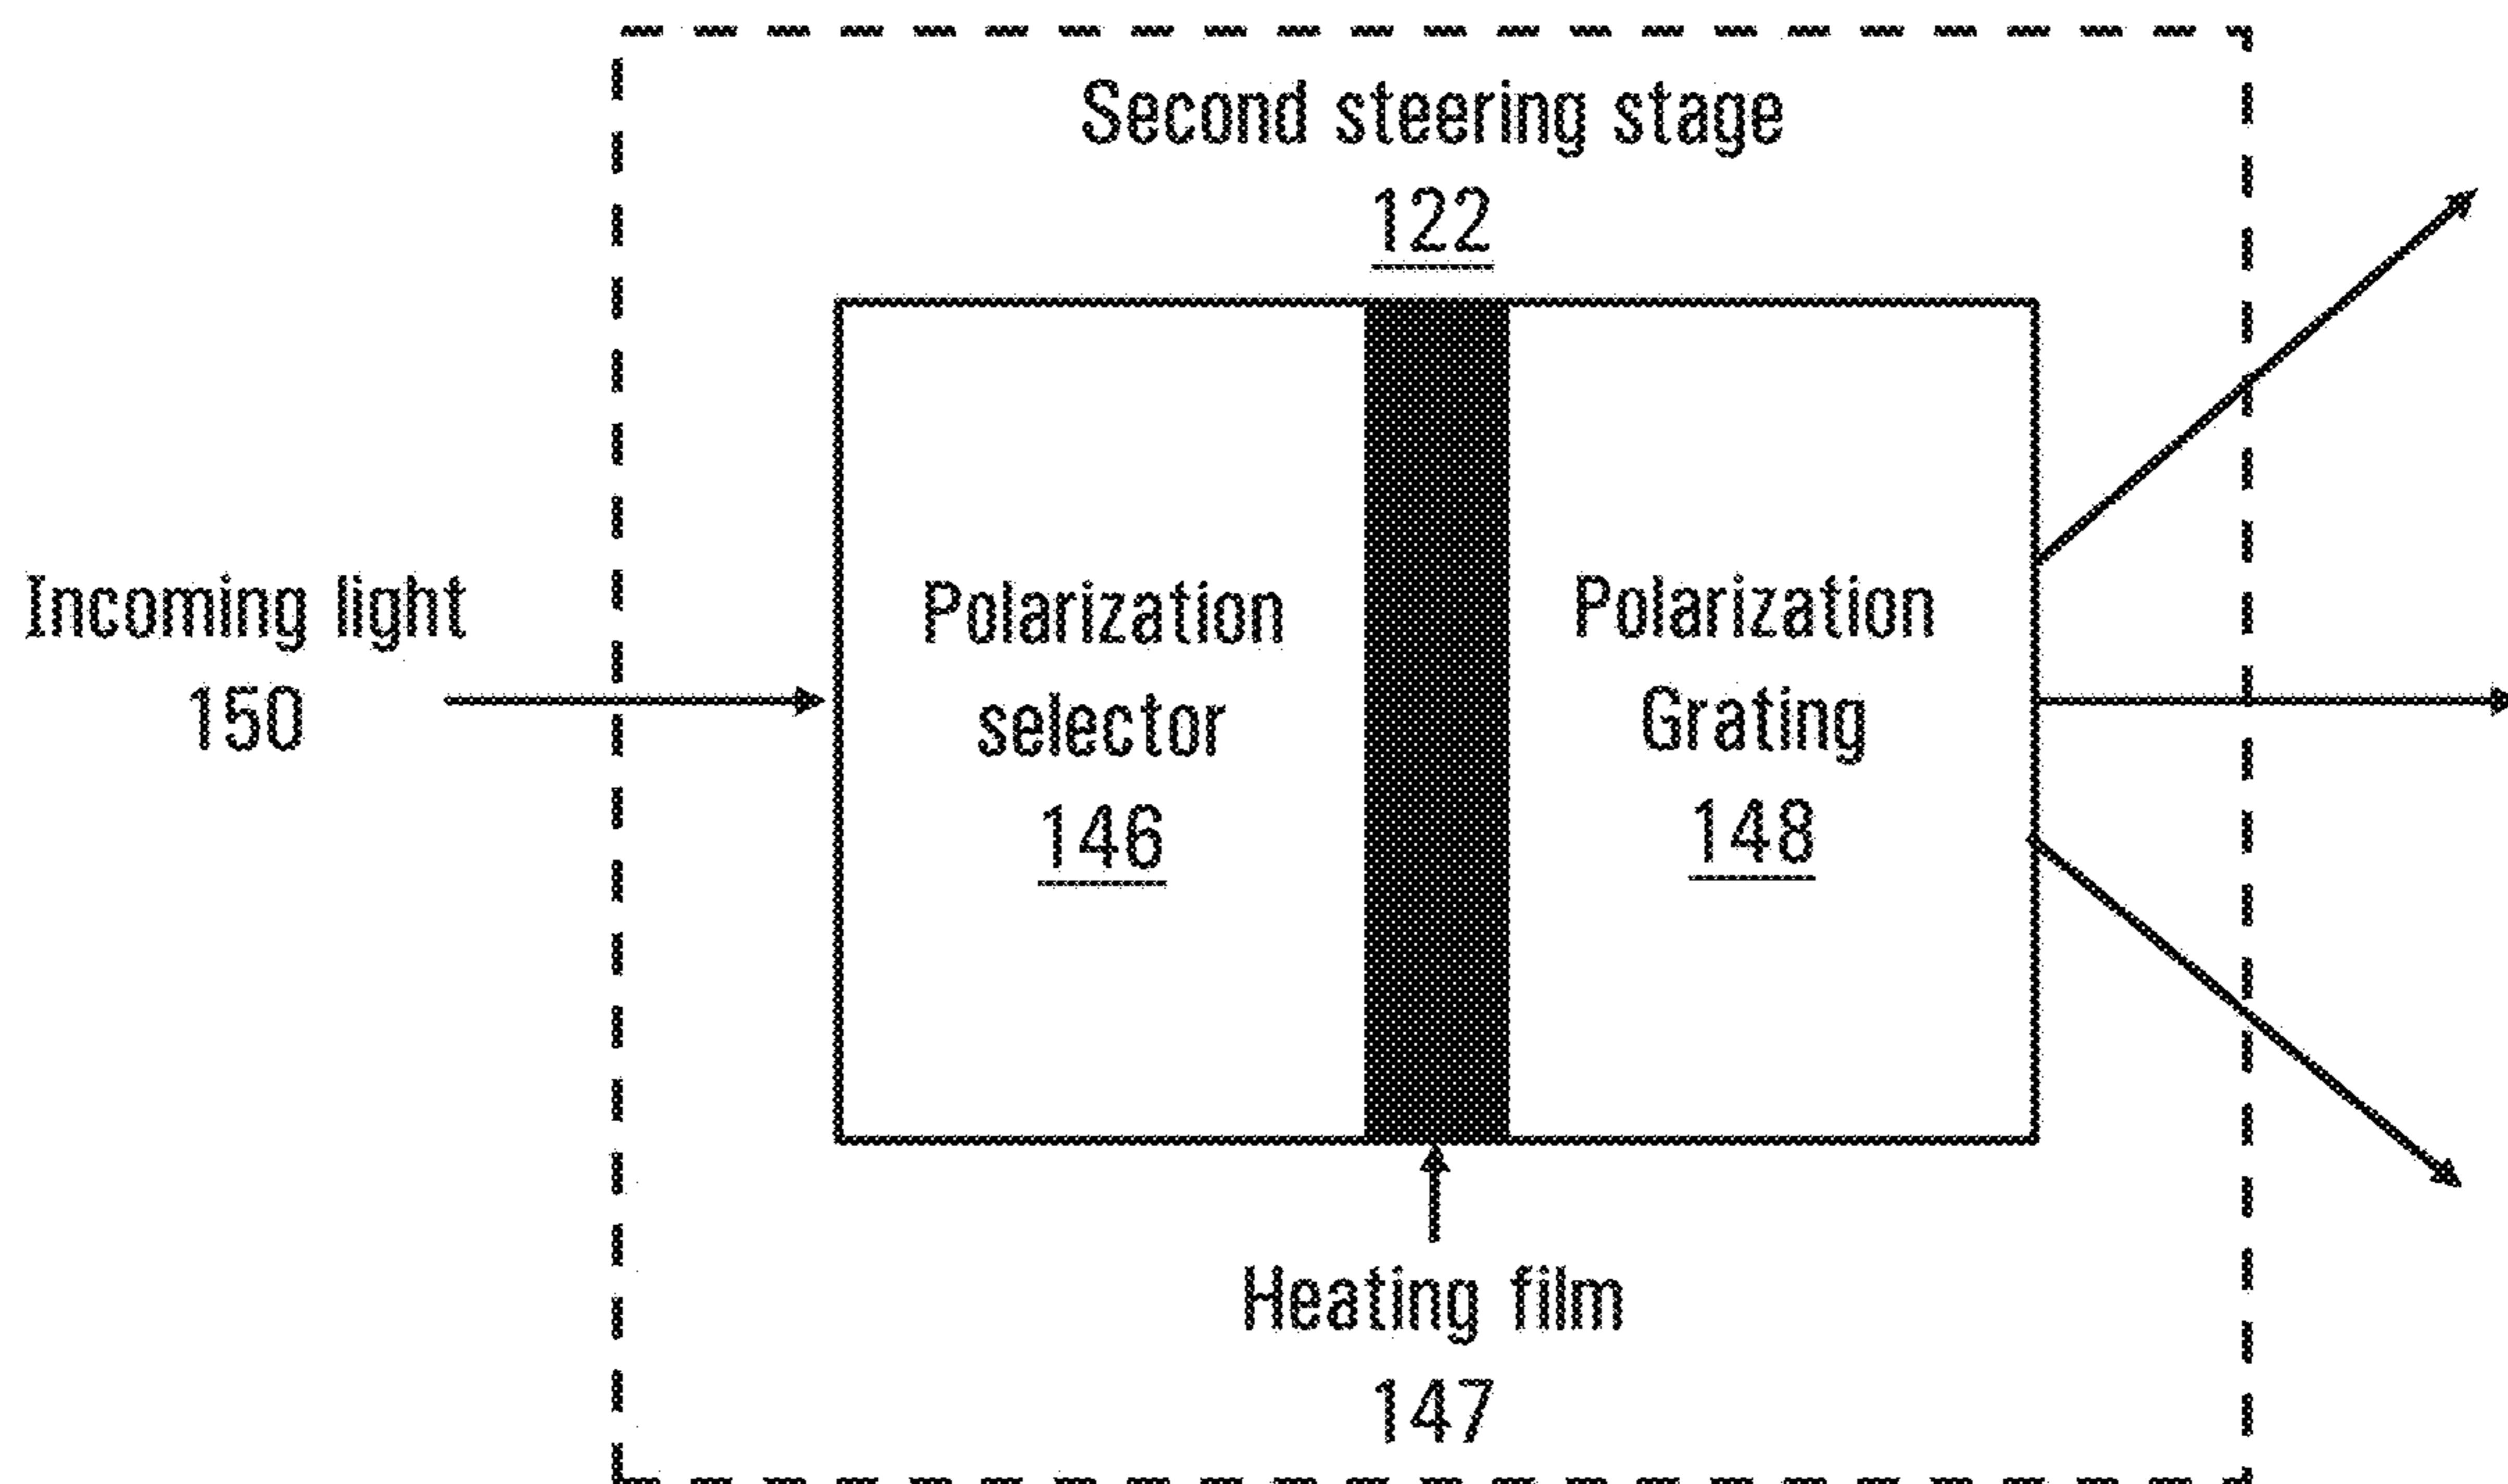 Second steering stage
122
Incoming light
150
Polarization
selector
146
Polarization
Grating
148
Heating film
147